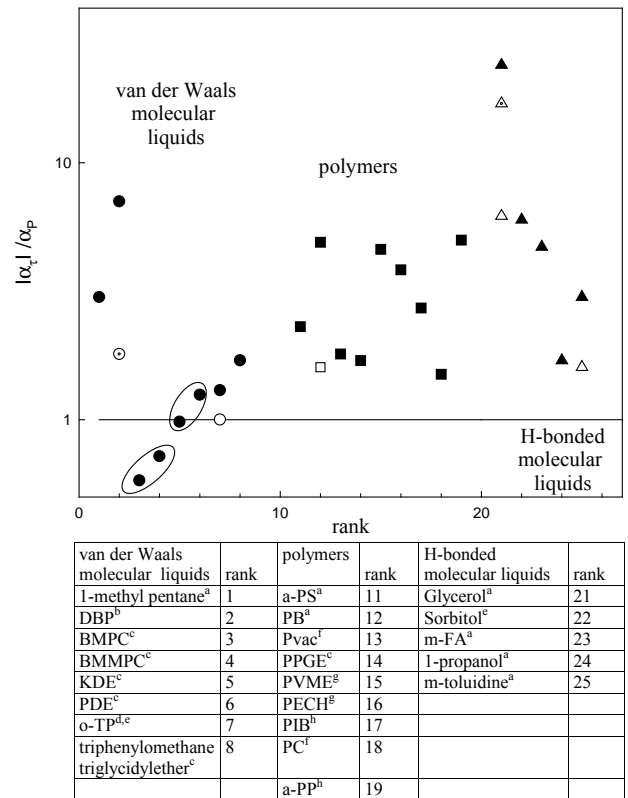 van der Waals
molecular
liquids
polymers
10
1
|α_τ| /α_P
H-bonded
molecular
liquids
0 10 20
rank
van der Waals molecular liquids | rank | polymers | rank | H-bonded molecular liquids | rank
1-methyl pentane^a | 1 | a-PS^a | 11 | Glycerol^a | 21
DBP^b | 2 | PB^a | 12 | Sorbitol^e | 22
BMPC^c | 3 | Pvac^f | 13 | m-FA^a | 23
BMMPC^c | 4 | PPGE^c | 14 | 1-propanol^a | 24
KDE^c | 5 | PVME^g | 15 | m-toluidine^a | 25
PDE^c | 6 | PECH^g | 16
o-TP^d,e | 7 | PIB^h | 17
triphenylomethane triglycidylether^c | 8 | PC^f | 18
a-PP^h | 19